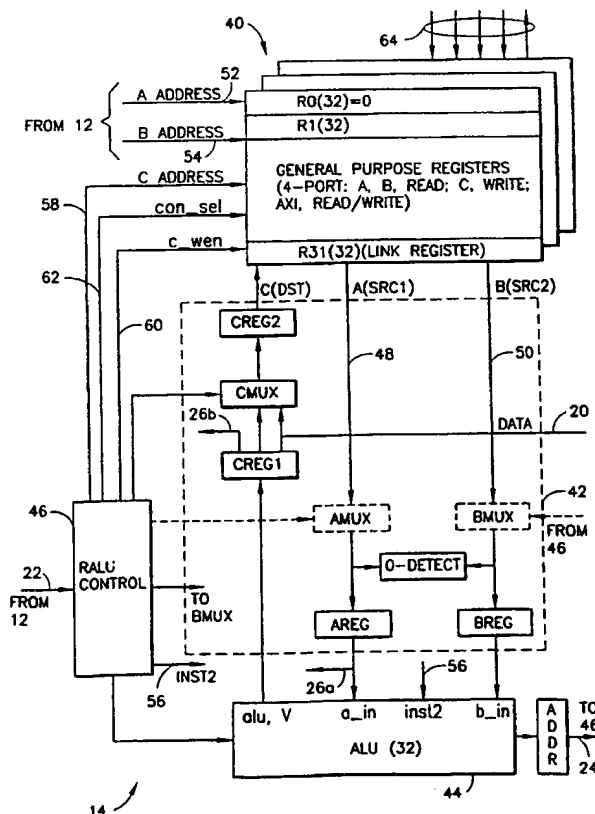 40
64
A ADDRESS
52
FROM 12
B ADDRESS
54
R0(32)=0
R1(32)
GENERAL PURPOSE REGISTERS
(4-PORT: A, B, READ; C, WRITE;
AXI, READ/WRITE)
C ADDRESS
58
con_sel
62
c_wen
60
R31(32)(LINK REGISTER)
C(DST)
A(SRC1)
B(SRC2)
CREG2
48
50
CMUX
26b
DATA
20
CREG1
46
42
AMUX
BMUX
FROM
46
22
FROM
12
RALU
CONTROL
TO
BMUX
0-DETECT
AREG
BREG
56
INST2
26a
56
alu, V
a_in
inst2
b_in
ALU (32)
ADDR
TO
46
24
44
14